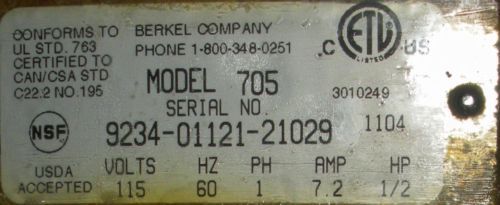 CONFORMS TO
UL STD. 763
CERTIFIED TO
CAN/CSA STD
C22.2 NO.195
BERKEL COMPANY
PHONE 1-800-348-0251
C ETL US
LISTED
MODEL 705
3010249
SERIAL NO.
NSF
9234-01121-21029
1104
USDA
ACCEPTED
VOLTS HZ PH AMP HP
115 60 1 7.2 1/2